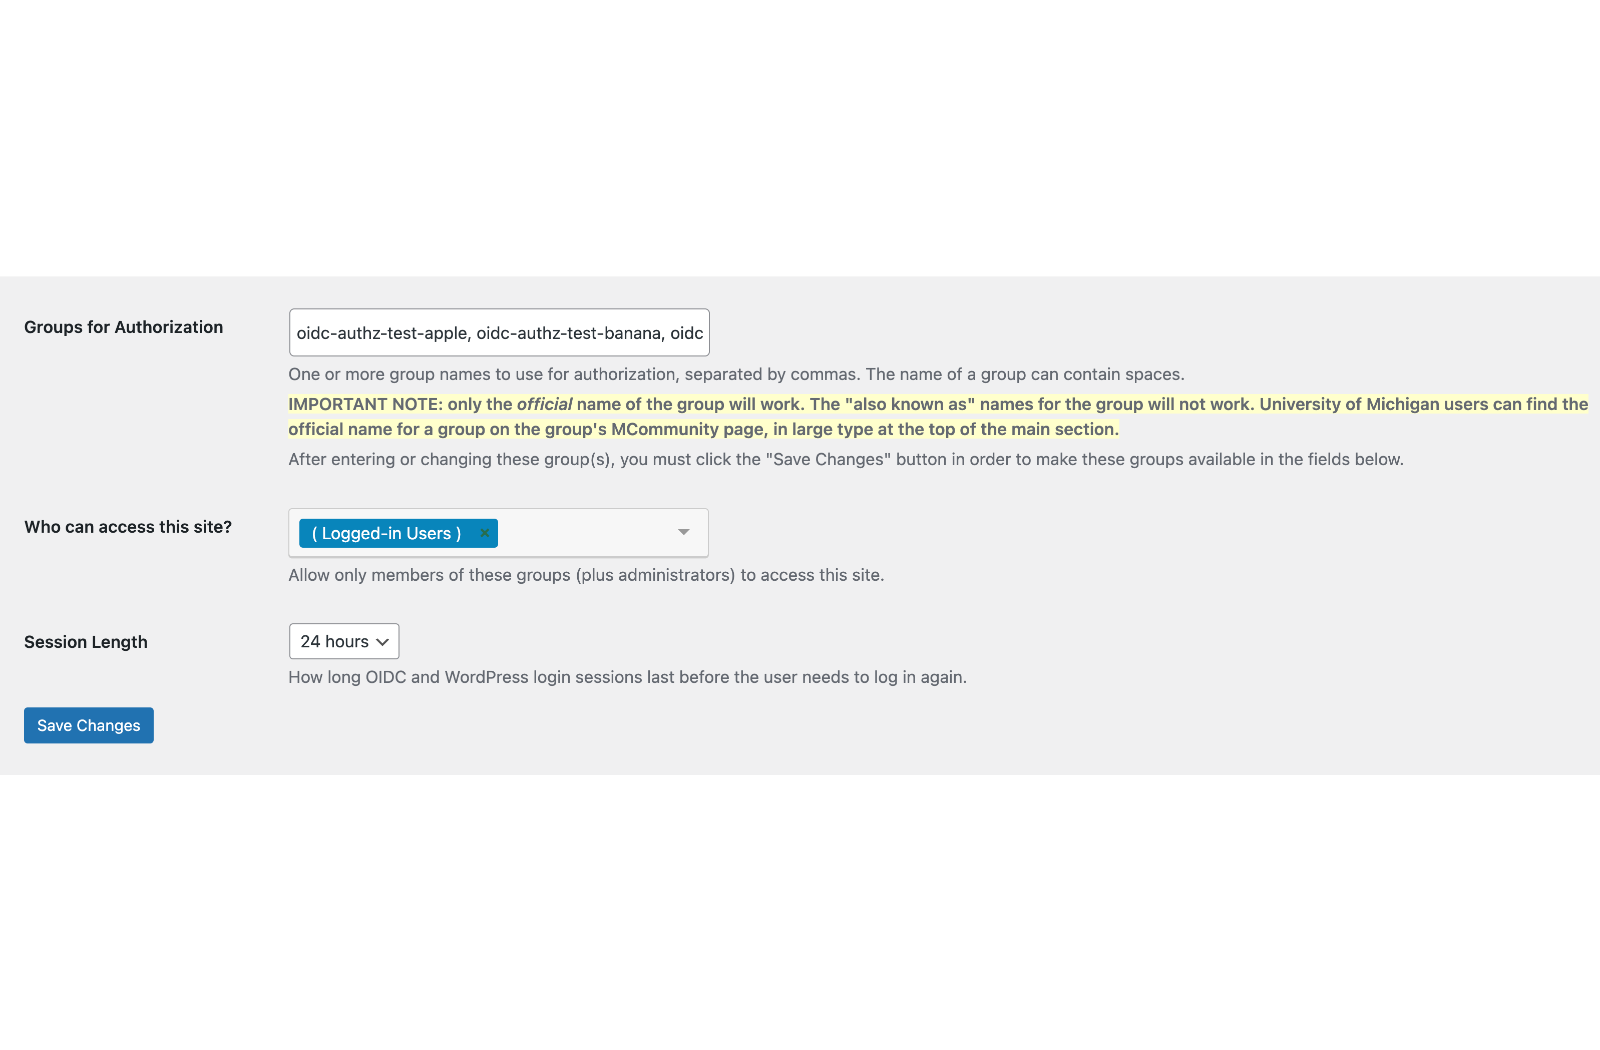 Groups for Authorization
oidc-authz-test-apple, oidc-authz-test-banana, oidc
One or more group names to use for authorization, separated by commas. The name of a group can contain spaces.
IMPORTANT NOTE: only the official name of the group will work. The "also known as" names for the group will not work. University of Michigan users can find the
official name for a group on the group's MCommunity page, in large type at the top of the main section.
After entering or changing these group(s), you must click the "Save Changes" button in order to make these groups available in the fields below.
Who can access this site?
( Logged-in Users ) ×
Allow only members of these groups (plus administrators) to access this site.
Session Length
24 hours
How long OIDC and WordPress login sessions last before the user needs to log in again.
Save Changes